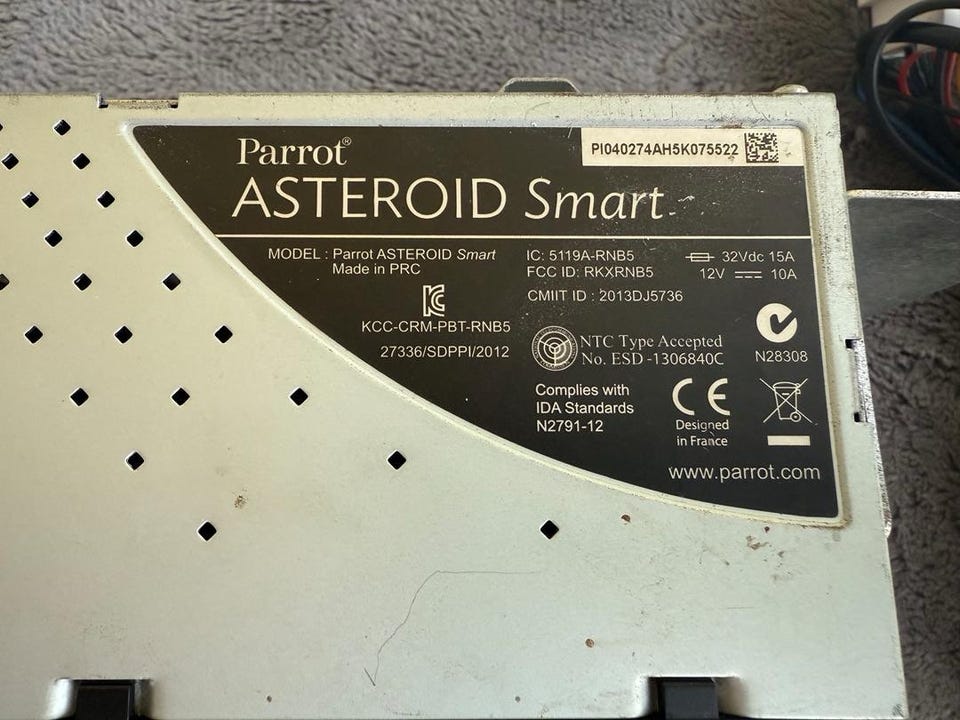 Parrot®
PI040274AH5K075522
ASTEROID Smart
MODEL : Parrot ASTEROID Smart
Made in PRC
KCC-CRM-PBT-RNB5
27336/SDPPI/2012
IC: 5119A-RNB5
FCC ID: RKXRNB5
32Vdc 15A
12V 10A
CMIIT ID : 2013DJ5736
NTC Type Accepted
No. ESD -1306840C
N28308
Complies with
IDA Standards
N2791-12
CE
Designed
in France
www.parrot.com